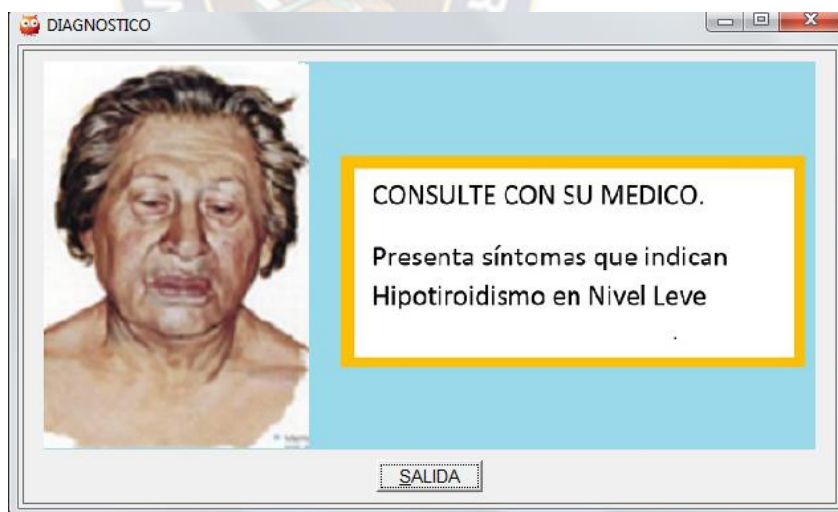 DIAGNOSTICO
CONSULTE CON SU MEDICO.
Presenta síntomas que indican
Hipotiroidismo en Nivel Leve
.
SALIDA